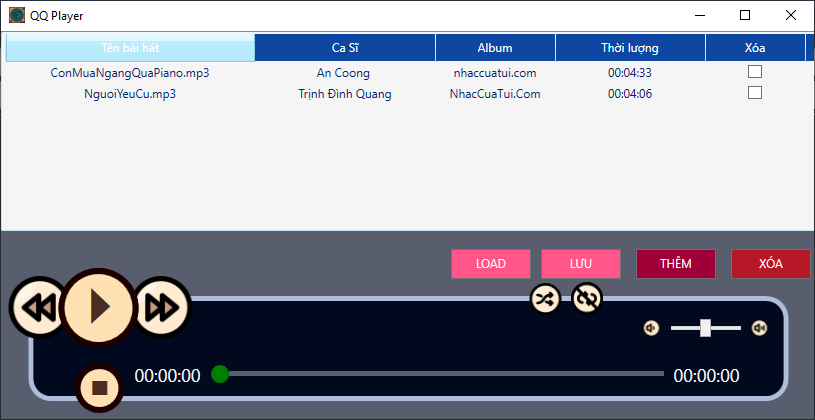 QQ Player
Tên bài hát Ca Sĩ Album Thời lượng Xóa
ConMuaNgangQuaPiano.mp3 An Coong nhaccuatui.com 00:04:33
NguoiYeuCu.mp3 Trịnh Đình Quang NhacCuaTui.Com 00:04:06
LOAD LƯU THÊM XÓA
00:00:00 00:00:00